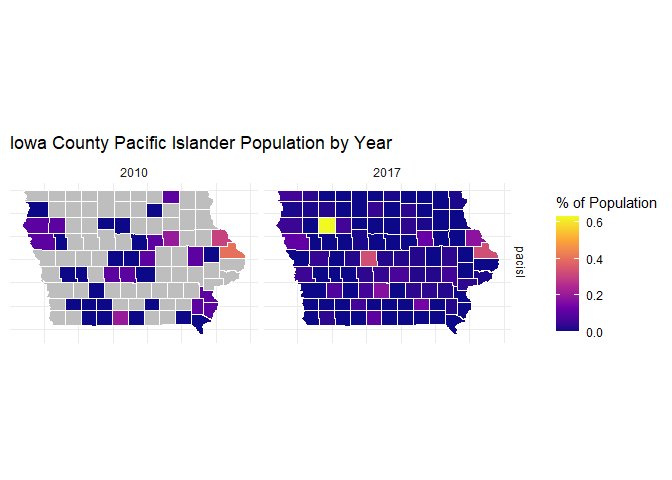 Iowa County Pacific Islander Population by Year
2010
2017
pacisl
% of Population
0.6
0.4
0.2
0.0